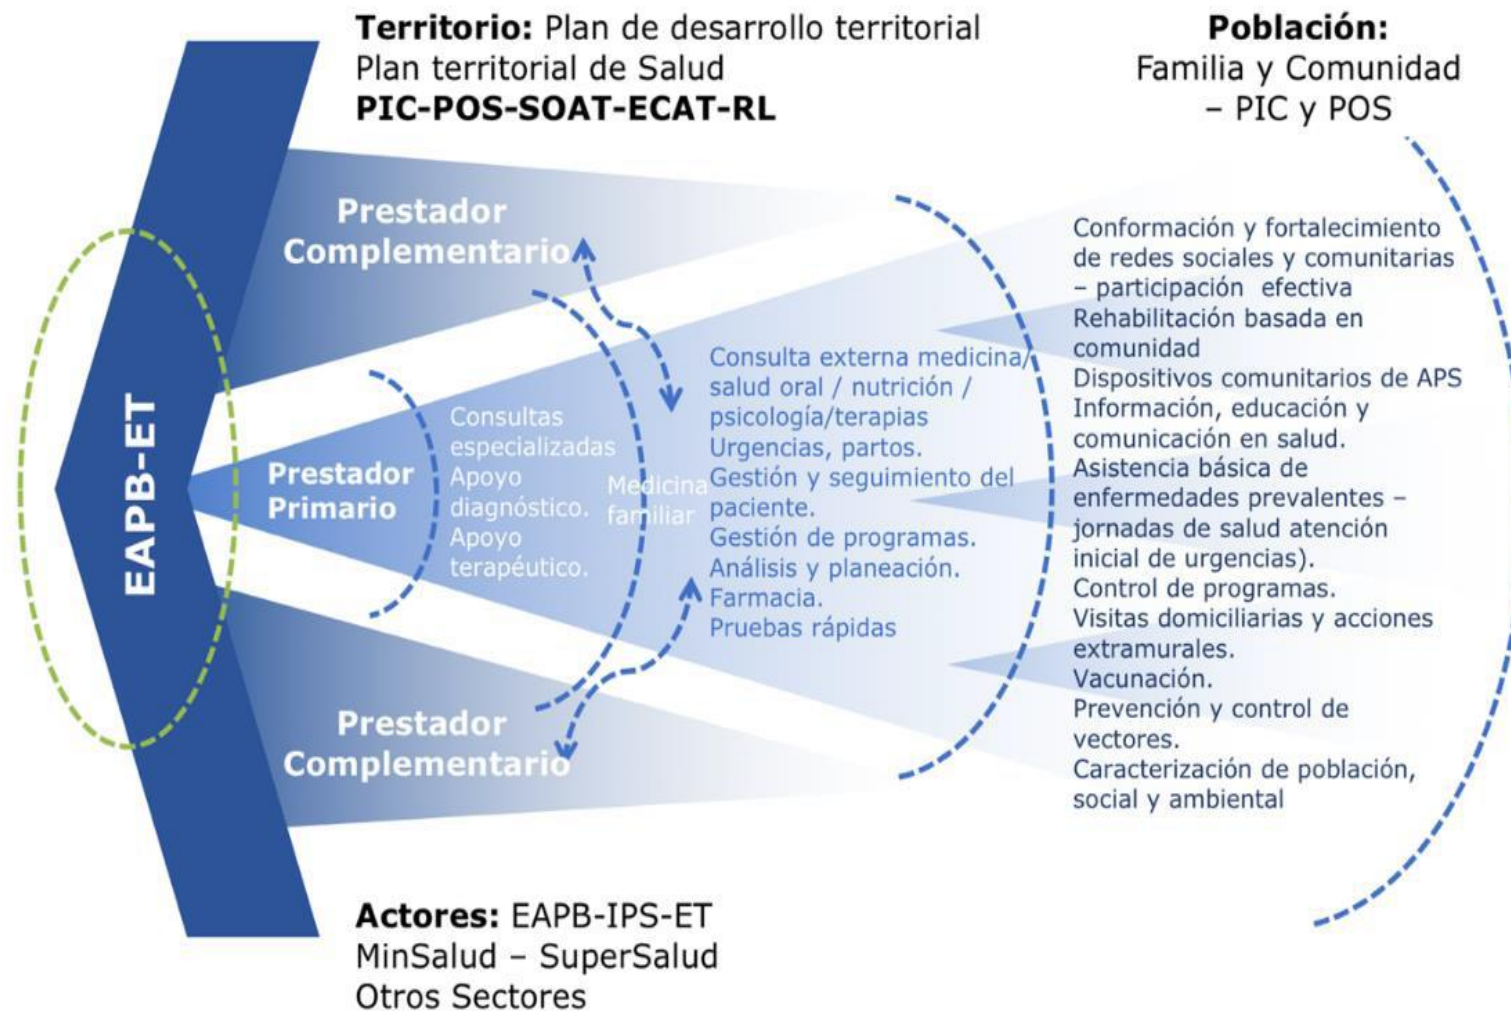 Territorio: Plan de desarrollo territorial
Plan territorial de Salud
PIC-POS-SOAT-ECAT-RL
Población:
Familia y Comunidad
– PIC y POS
EAPB-ET
Prestador
Complementario
Prestador
Primario
Prestador
Complementario
Consultas
especializadas
Apoyo
diagnóstico.
Apoyo
terapéutico.
Medicina
familiar
Consulta externa medicina/
salud oral / nutrición /
psicología/terapias
Urgencias, partos.
Gestión y seguimiento del
paciente.
Gestión de programas.
Análisis y planeación.
Farmacia.
Pruebas rápidas
Conformación y fortalecimiento
de redes sociales y comunitarias
– participación efectiva
Rehabilitación basada en
comunidad
Dispositivos comunitarios de APS
Información, educación y
comunicación en salud.
Asistencia básica de
enfermedades prevalentes –
jornadas de salud atención
inicial de urgencias).
Control de programas.
Visitas domiciliarias y acciones
extramurales.
Vacunación.
Prevención y control de
vectores.
Caracterización de población,
social y ambiental
Actores: EAPB-IPS-ET
MinSalud – SuperSalud
Otros Sectores